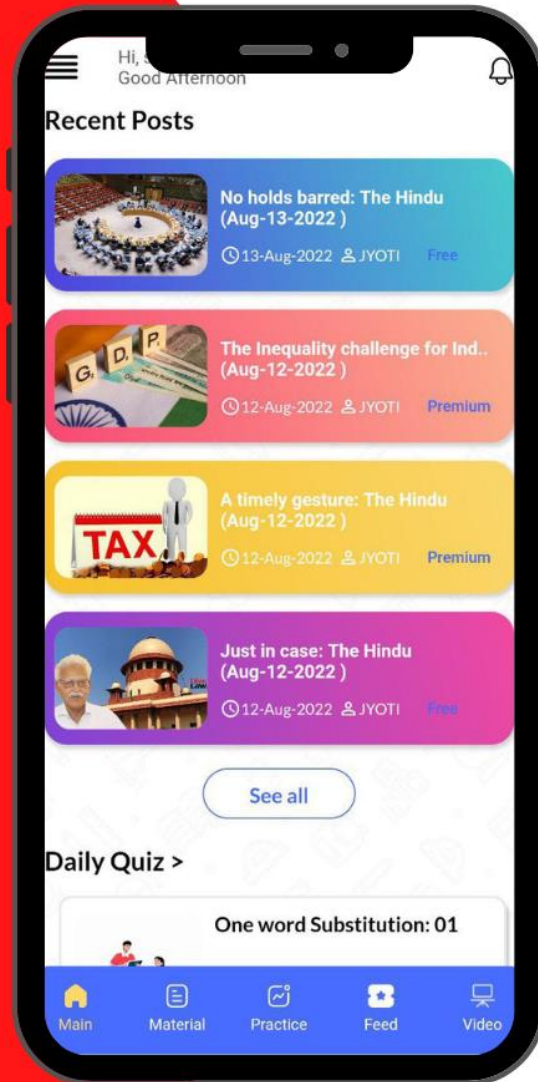 Hi,
Good Afternoon
Recent Posts
No holds barred: The Hindu
(Aug-13-2022 )
13-Aug-2022 JYOTI Free
G D P
The Inequality challenge for Ind..
(Aug-12-2022 )
12-Aug-2022 JYOTI Premium
TAX
A timely gesture: The Hindu
(Aug-12-2022 )
12-Aug-2022 JYOTI Premium
Just in case: The Hindu
(Aug-12-2022 )
12-Aug-2022 JYOTI Free
See all
Daily Quiz >
One word Substitution: 01
Main Material Practice Feed Video